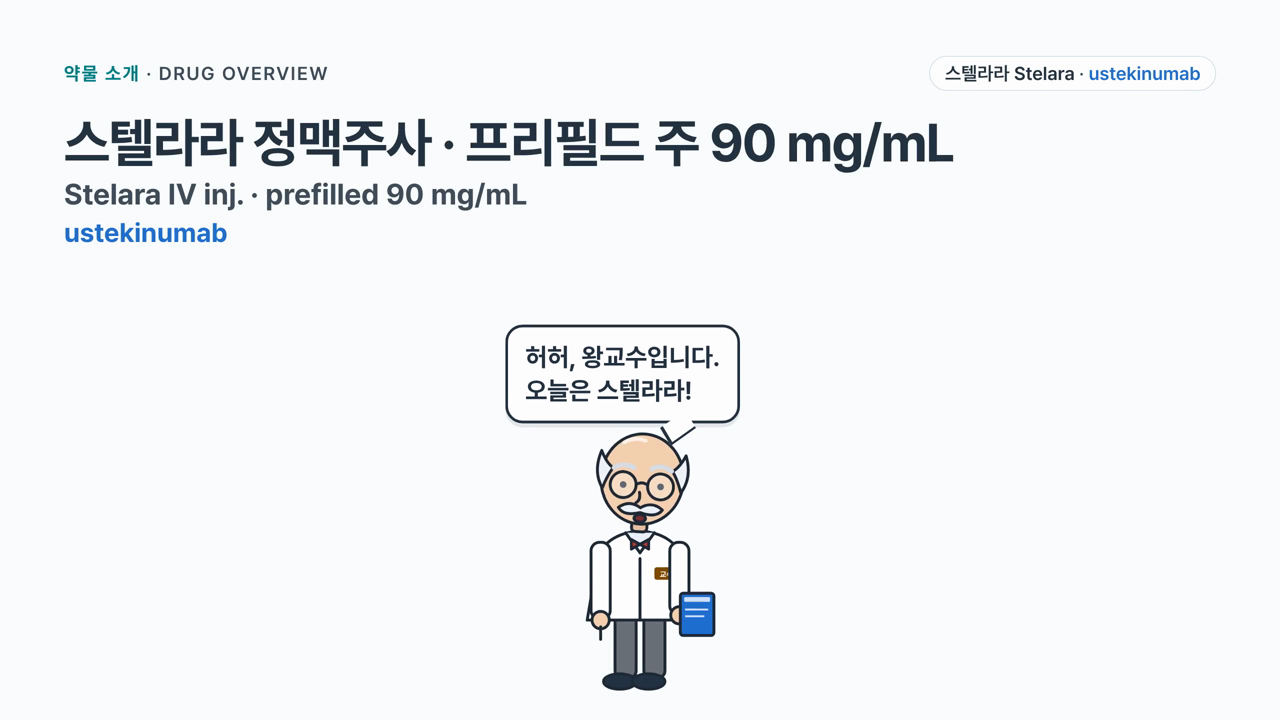 약물 소개 · DRUG OVERVIEW
스텔라라 Stelara · ustekinumab
스텔라라 정맥주사 · 프리필드 주 90 mg/mL
Stelara IV inj. · prefilled 90 mg/mL
ustekinumab
허허, 왕교수입니다.
오늘은 스텔라라!